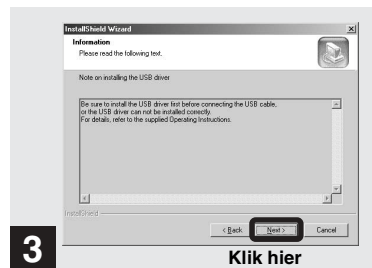 InstallShield Wizard
Information
Please read the following text.
Note on installing the USB driver
Be sure to install the USB driver first before connecting the USB cable,
or the USB driver can not be installed correctly.
For details, refer to the supplied Operating Instructions.
InstallShield
< Back Next > Cancel
3 Klik hier